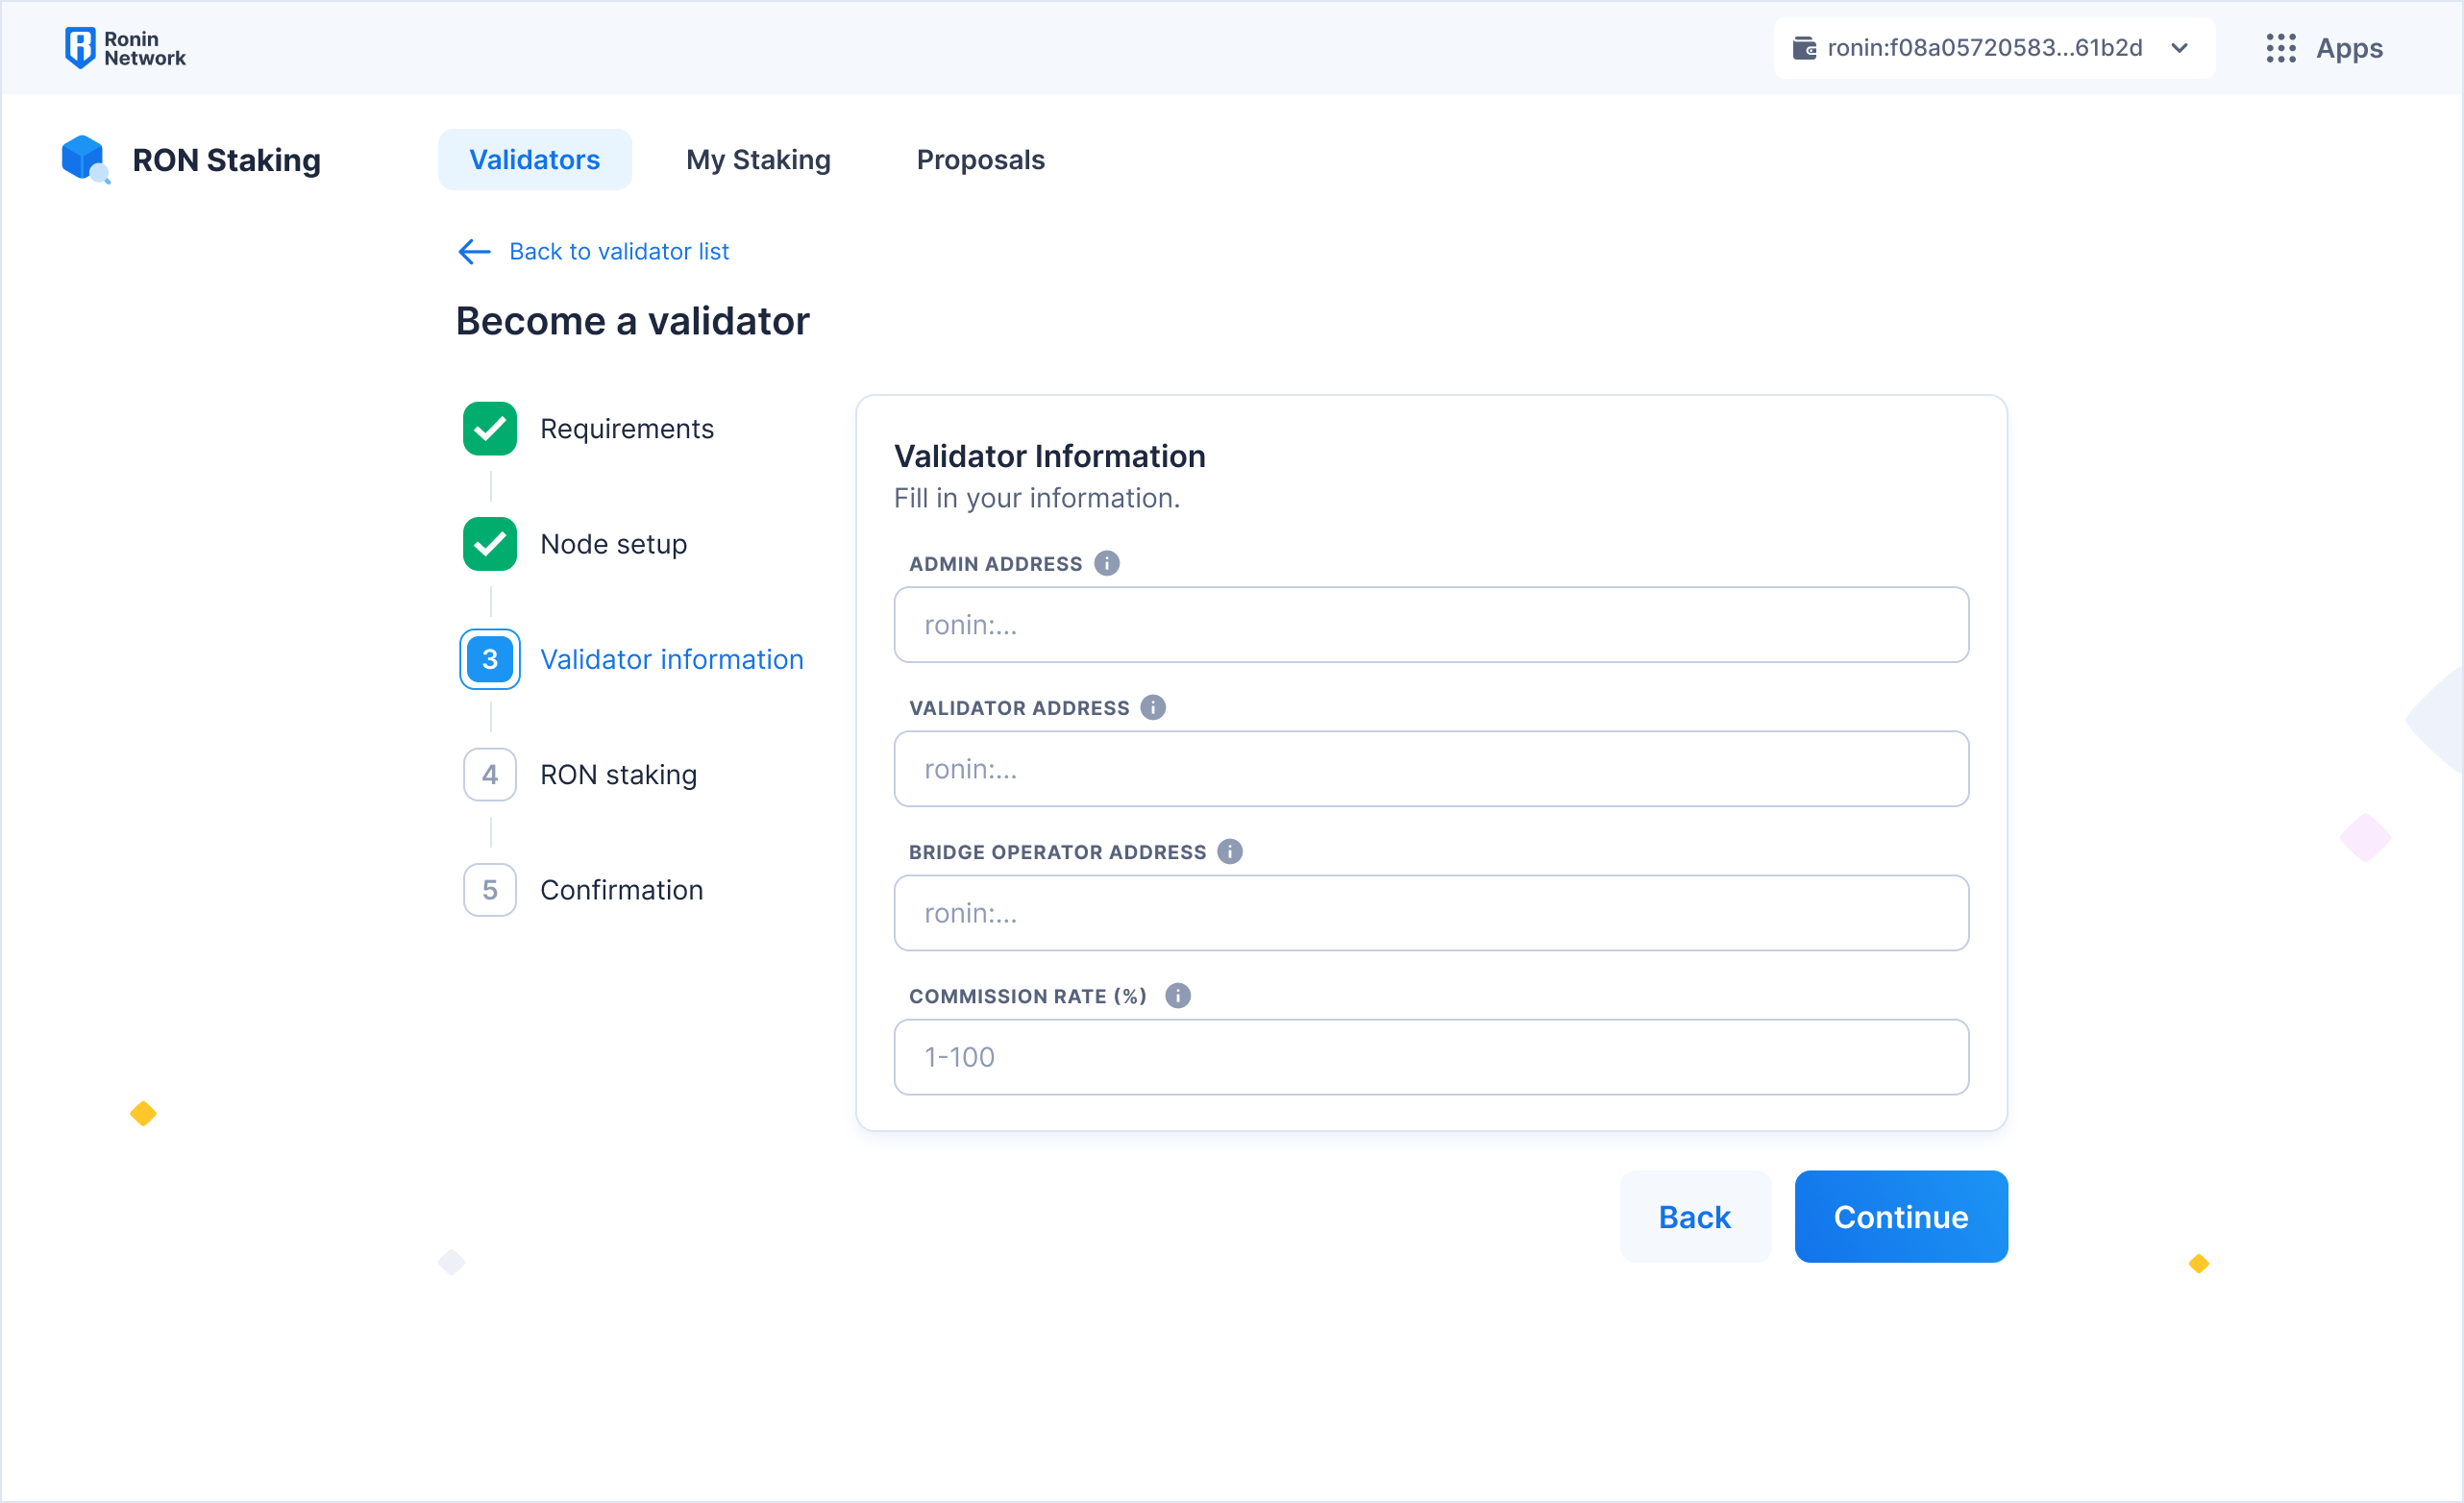 Ronin
Network
ronin:f08a05720583...61b2d
Apps
RON Staking
Validators
My Staking
Proposals
Back to validator list
Become a validator
Requirements
Node setup
3
Validator information
4
RON staking
5
Confirmation
Validator Information
Fill in your information.
ADMIN ADDRESS
ronin:...
VALIDATOR ADDRESS
ronin:...
BRIDGE OPERATOR ADDRESS
ronin:...
COMMISSION RATE (%)
1-100
Back
Continue